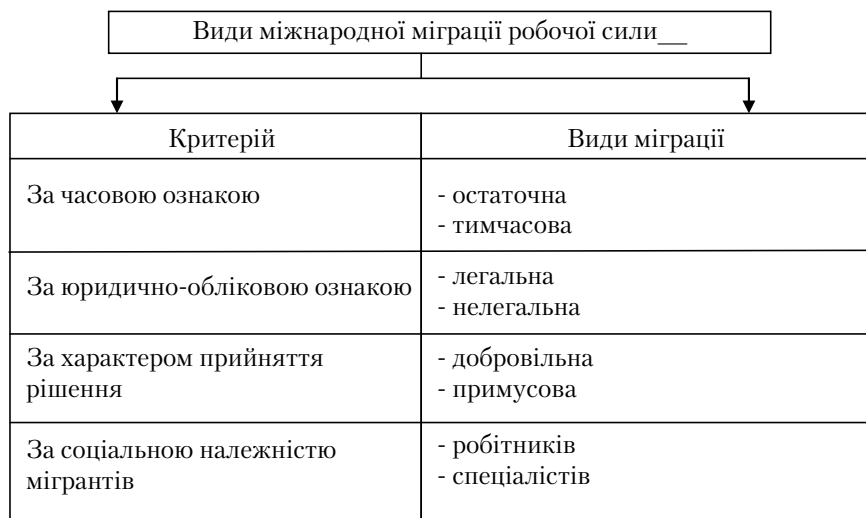 Види міжнародної міграції робочої сили__
Критерій
Види міграції
За часовою ознакою
- остаточна
- тимчасова
За юридично-обліковою ознакою
- легальна
- нелегальна
За характером прийняття
рішення
- добровільна
- примусова
За соціальною належністю
мігрантів
- робітників
- спеціалістів